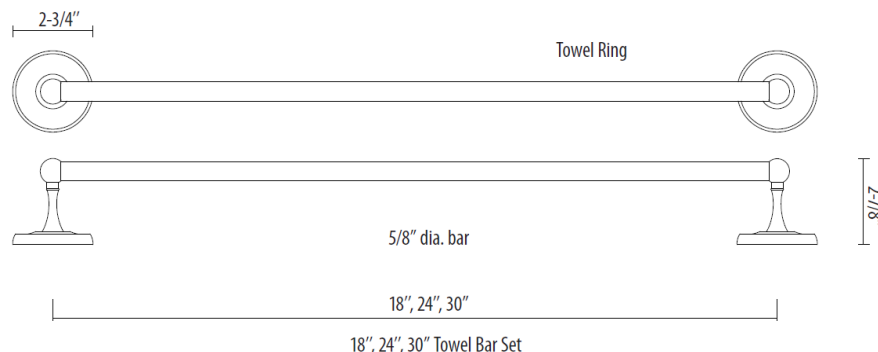 2-3/4"
Towel Ring
2-7/8
5/8" dia. bar
18", 24", 30"
18", 24", 30" Towel Bar Set